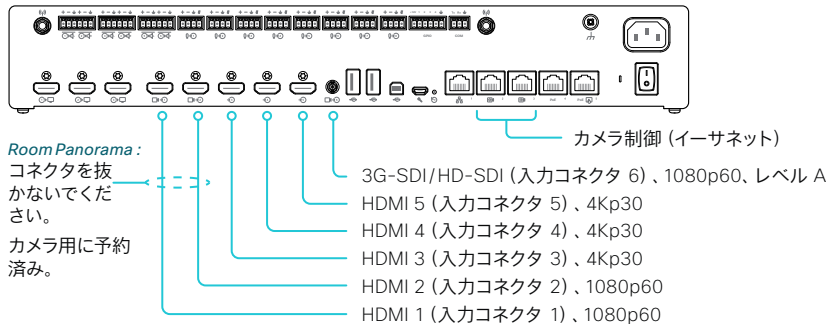 カメラ制御（イーサネット）
Room Panorama :
コネクタを抜
かないでくだ
さい。
カメラ用に予約
済み。
3G-SDI/HD-SDI（入力コネクタ 6）、1080p60、レベル A
HDMI 5（入力コネクタ 5）、4Kp30
HDMI 4（入力コネクタ 4）、4Kp30
HDMI 3（入力コネクタ 3）、4Kp30
HDMI 2（入力コネクタ 2）、1080p60
HDMI 1（入力コネクタ 1）、1080p60